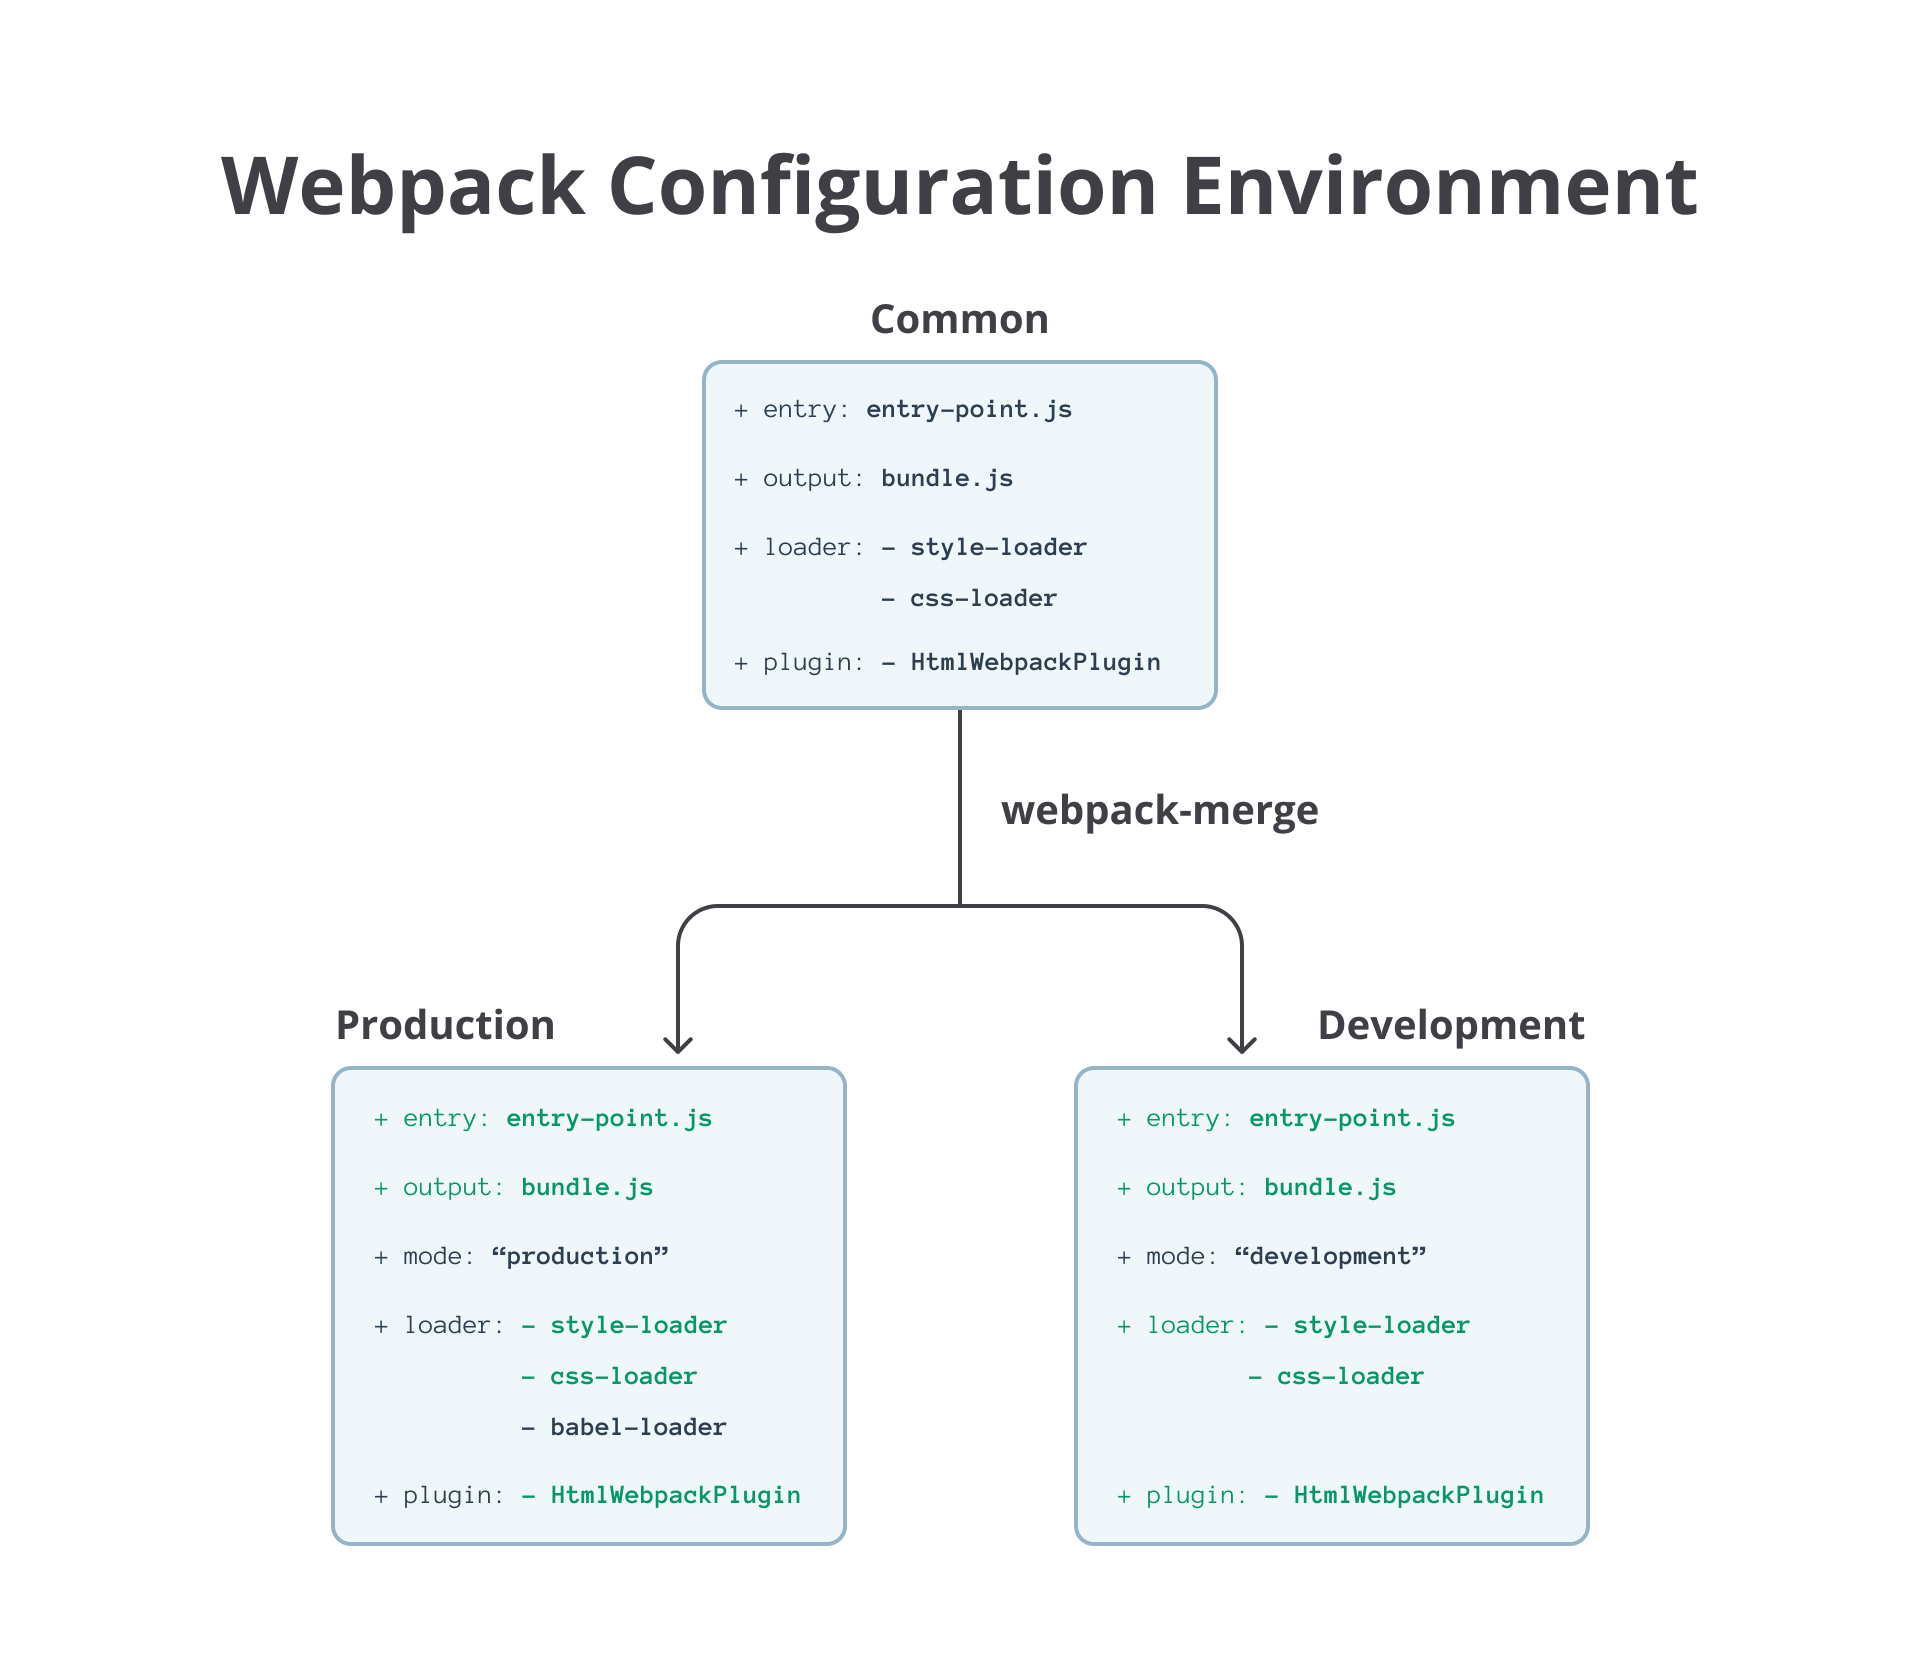 Webpack Configuration Environment
Common
+ entry: entry-point.js
+ output: bundle.js
+ loader: - style-loader
- css-loader
+ plugin: - HtmlWebpackPlugin
webpack-merge
Production
+ entry: entry-point.js
+ output: bundle.js
+ mode: “production”
+ loader: - style-loader
- css-loader
- babel-loader
+ plugin: - HtmlWebpackPlugin
Development
+ entry: entry-point.js
+ output: bundle.js
+ mode: “development”
+ loader: - style-loader
- css-loader
+ plugin: - HtmlWebpackPlugin